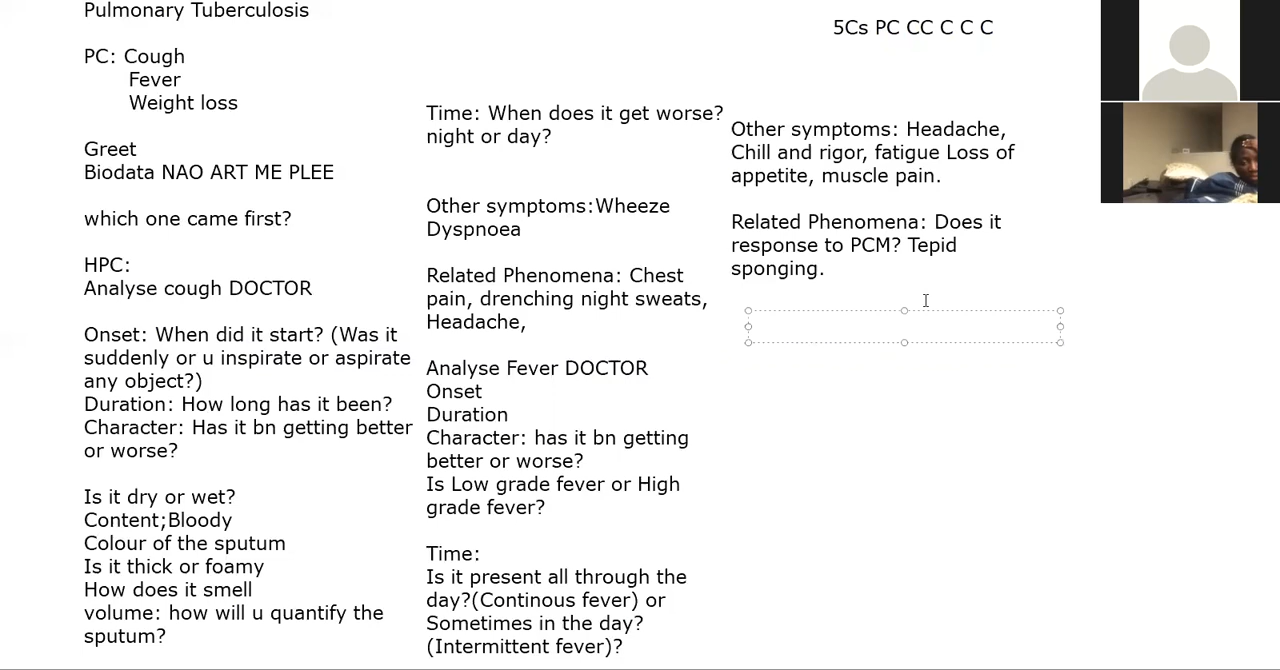 Pulmonary Tuberculosis
PC: Cough
Fever
Weight loss
Greet
Biodata NAO ART ME PLEE
which one came first?
HPC:
Analyse cough DOCTOR
Onset: When did it start? (Was it
suddenly or u inspirate or aspirate
any object?)
Duration: How long has it been?
Character: Has it bn getting better
or worse?
Is it dry or wet?
Content;Bloody
Colour of the sputum
Is it thick or foamy
How does it smell
volume: how will u quantify the
sputum?
Time: When does it get worse?
night or day?
Other symptoms:Wheeze
Dyspnoea
Related Phenomena: Chest
pain, drenching night sweats,
Headache,
Analyse Fever DOCTOR
Onset
Duration
Character: has it bn getting
better or worse?
Is Low grade fever or High
grade fever?
Time:
Is it present all through the
day?(Continous fever) or
Sometimes in the day?
(Intermittent fever)?
5Cs PC CC C C C
Other symptoms: Headache,
Chill and rigor, fatigue Loss of
appetite, muscle pain.
Related Phenomena: Does it
response to PCM? Tepid
sponging.